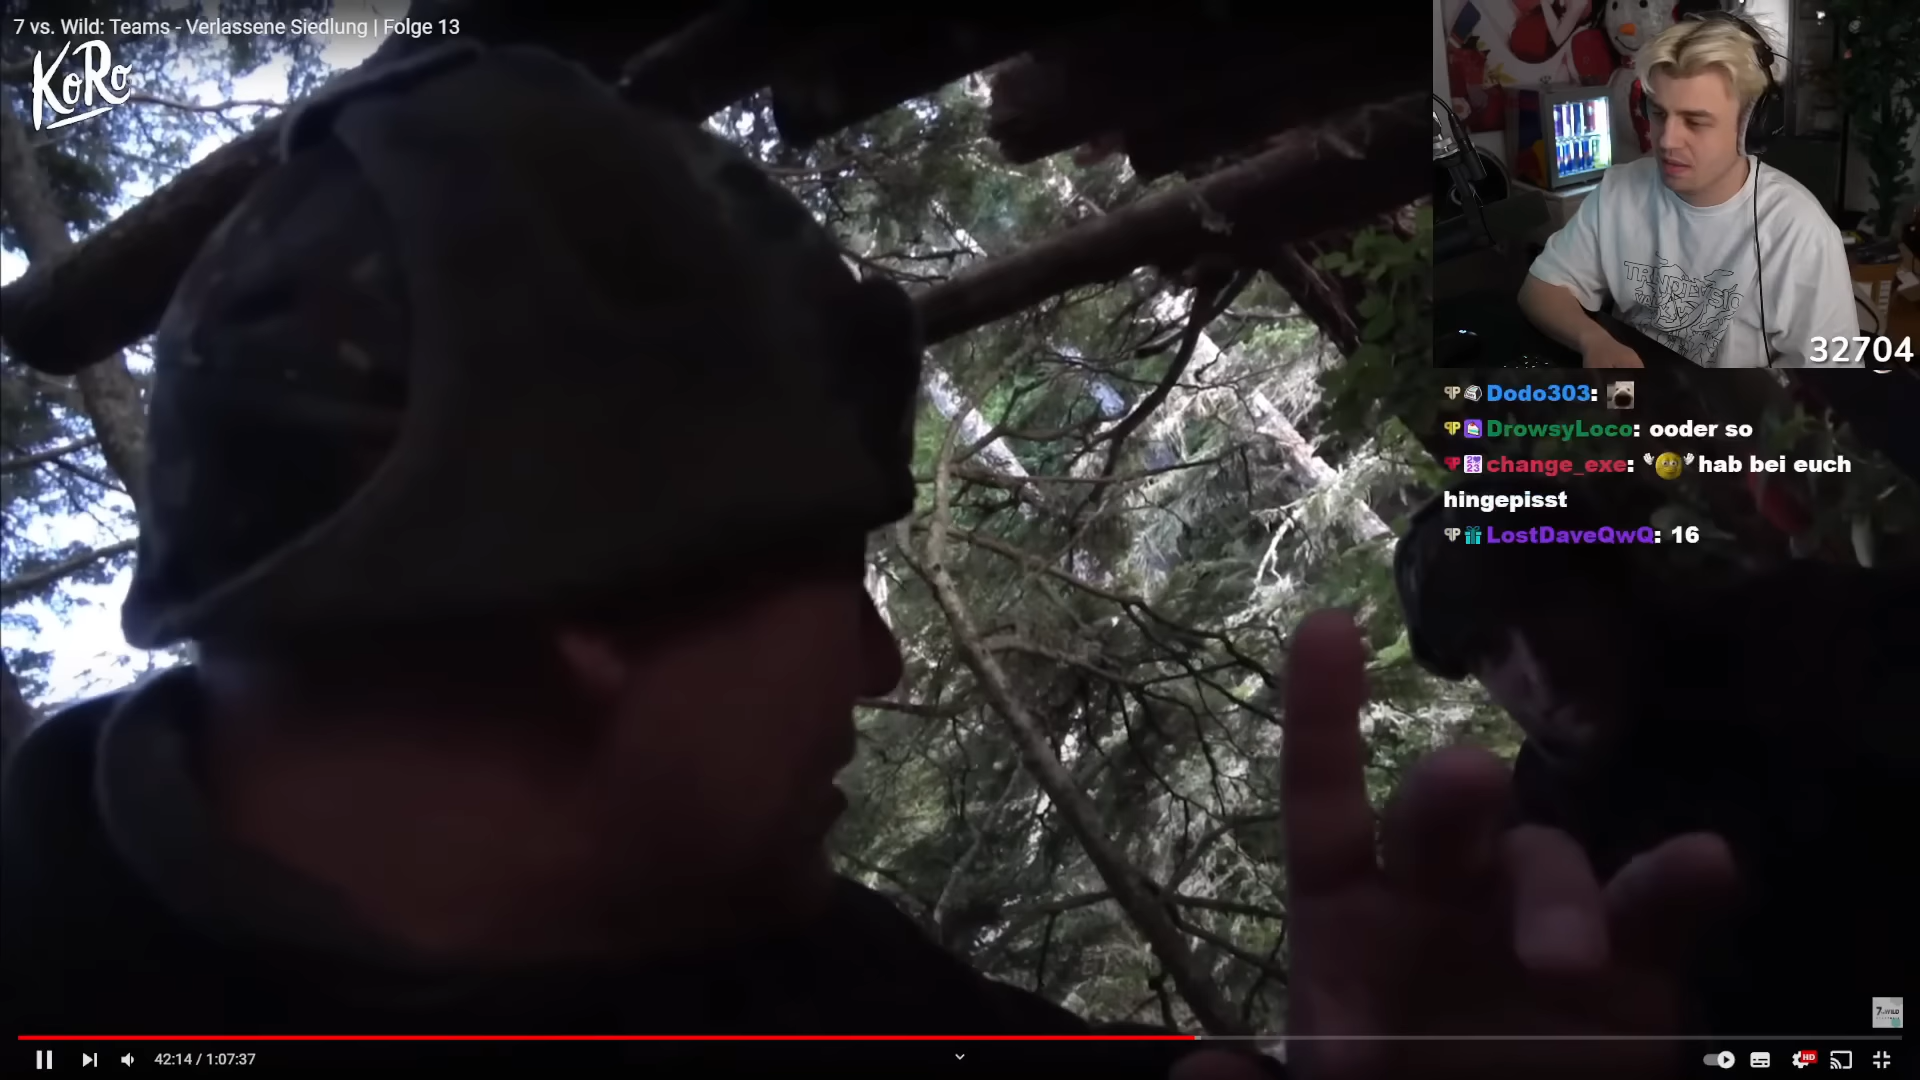 7 vs. Wild: Teams - Verlassene Siedlung | Folge 13
KoRo
32704
Dodo303:
DrowsyLoco: ooder so
change_exe: hab bei euch
hingepisst
LostDaveQwQ: 16
42:14 / 1:07:37
HD